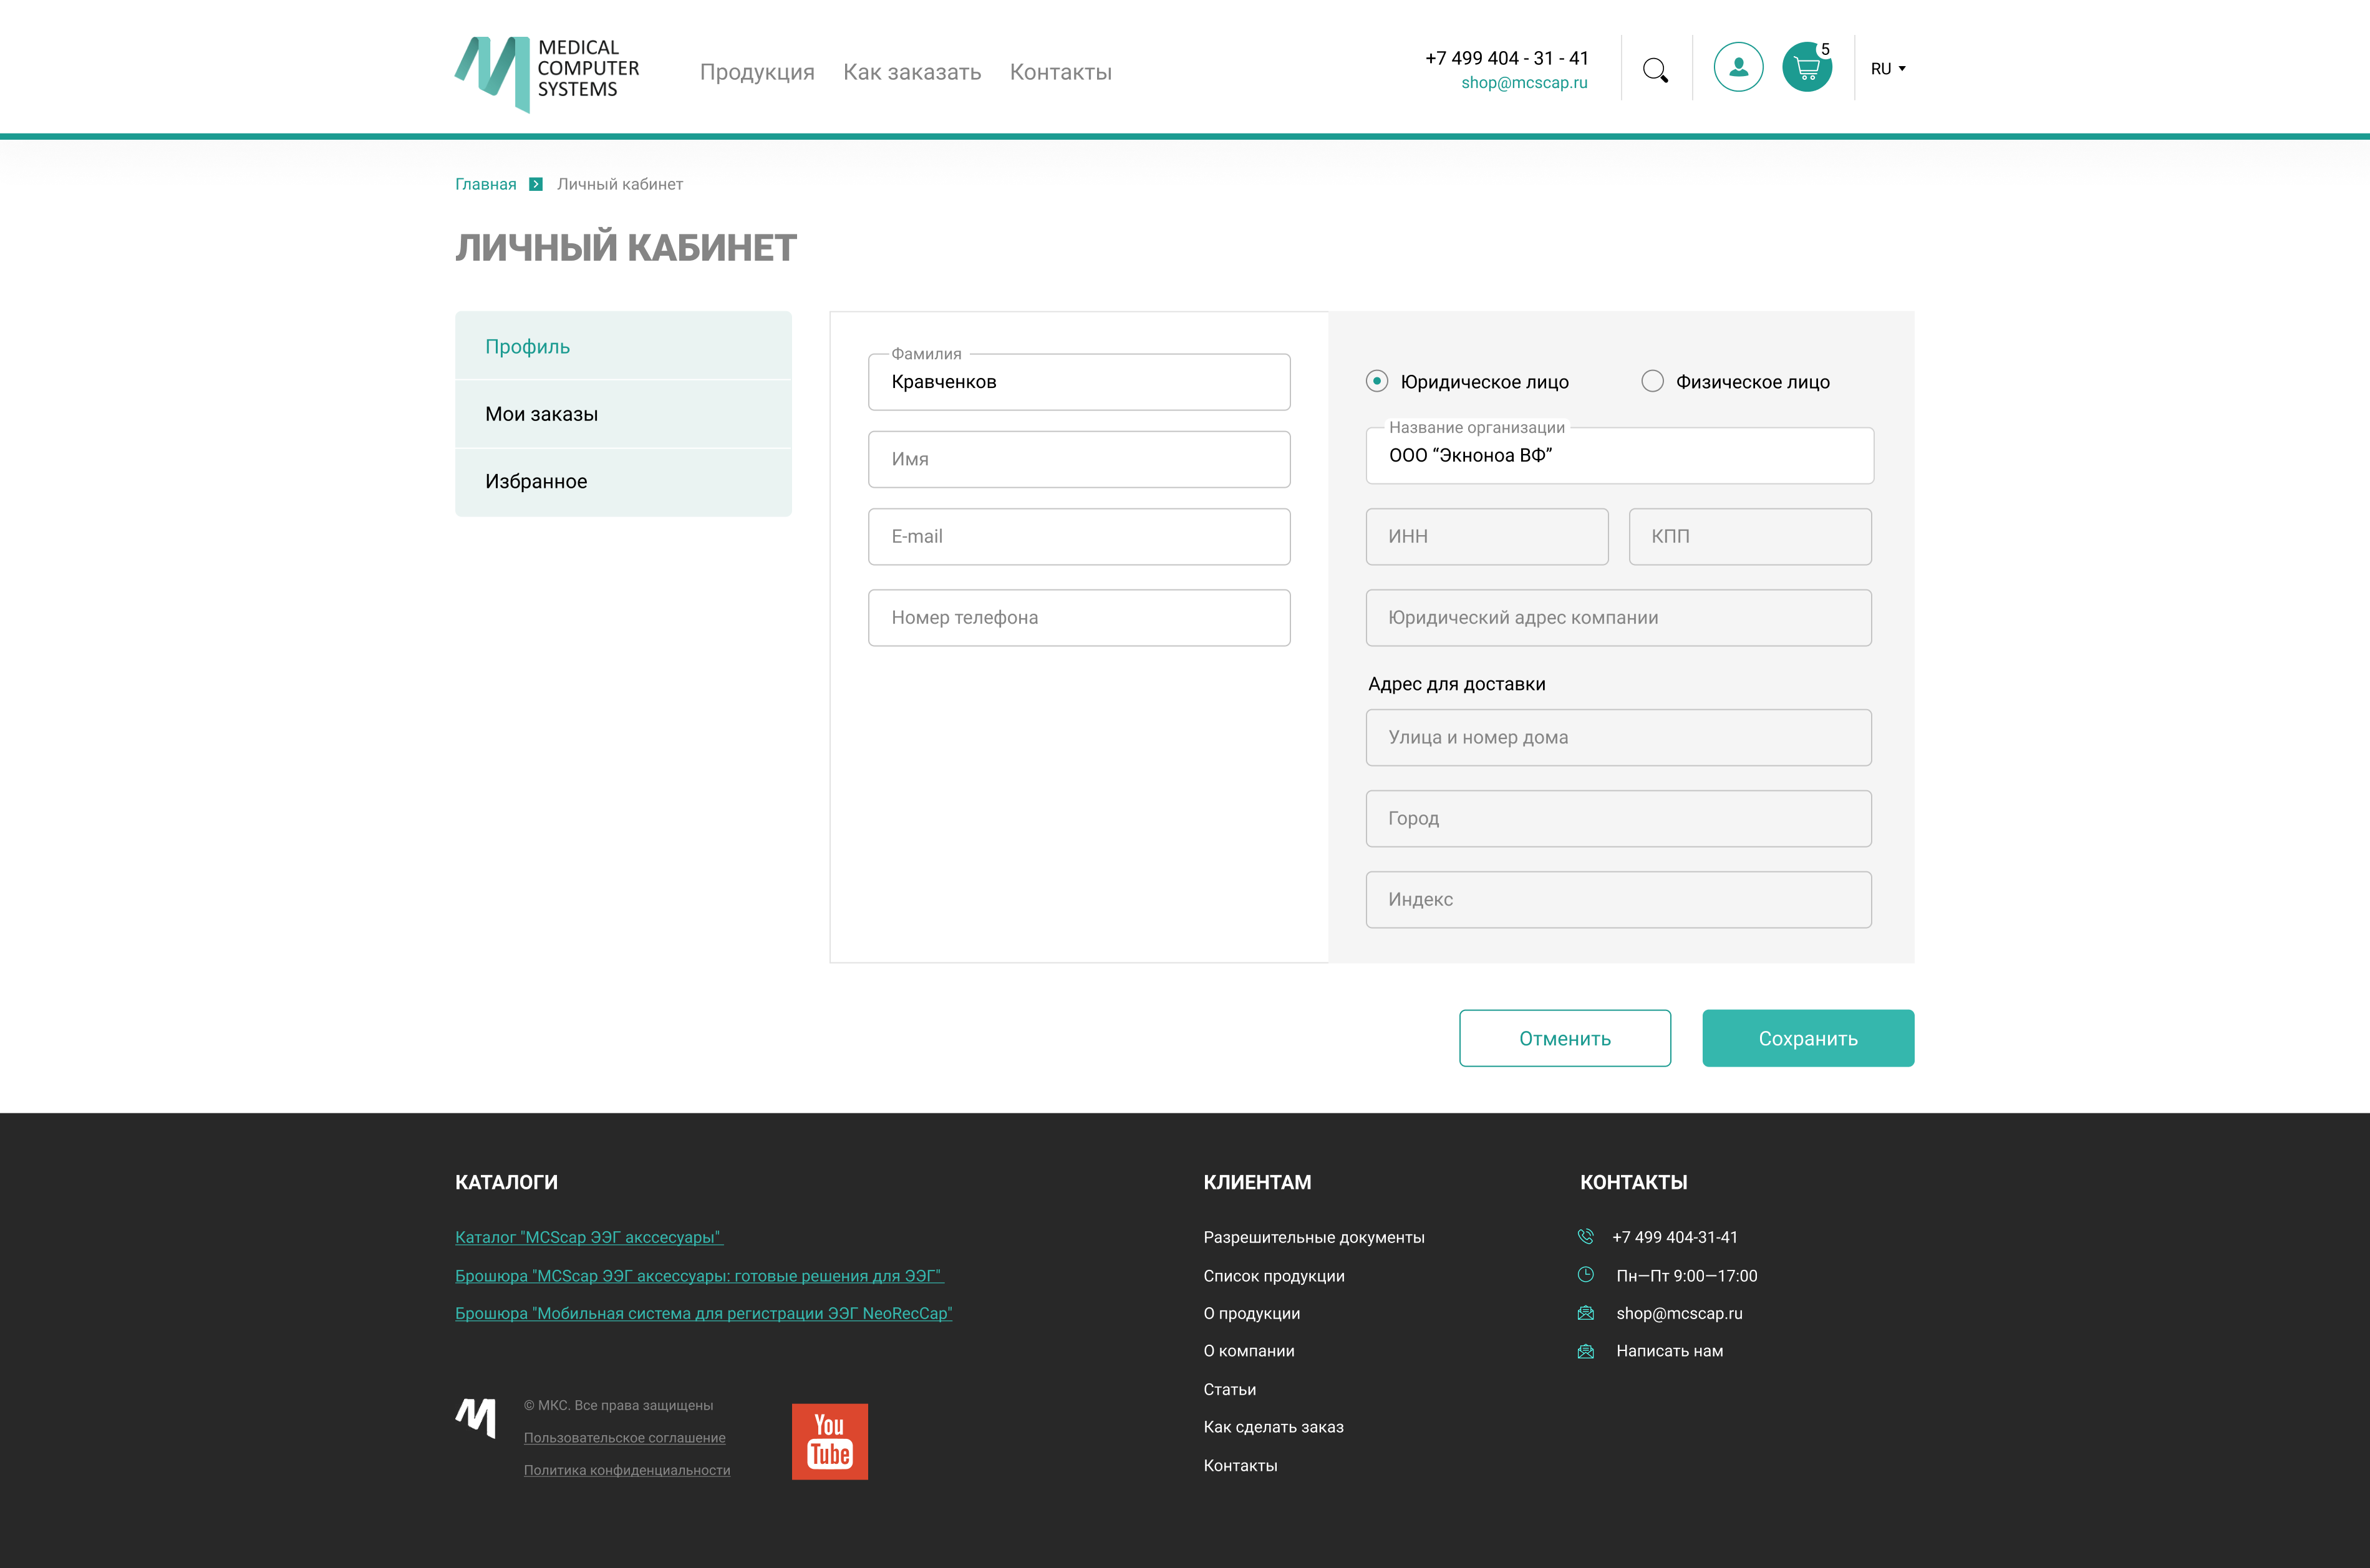 MEDICAL
COMPUTER
SYSTEMS
Продукция
Как заказать
Контакты
+7 499 404 - 31 - 41
shop@mcscap.ru
5
RU
Главная
Личный кабинет
ЛИЧНЫЙ КАБИНЕТ
Профиль
Мои заказы
Избранное
Фамилия
Кравченков
Имя
E-mail
Номер телефона
Юридическое лицо
Физическое лицо
Название организации
ООО “Экноноа ВФ”
ИНН
КПП
Юридический адрес компании
Адрес для доставки
Улица и номер дома
Город
Индекс
Отменить
Сохранить
КАТАЛОГИ
Каталог "MCScap ЭЭГ акссесуары"
Брошюра "MCScap ЭЭГ аксессуары: готовые решения для ЭЭГ"
Брошюра "Мобильная система для регистрации ЭЭГ NeoRecCap"
© МКС. Все права защищены
Пользовательское соглашение
Политика конфиденциальности
You
Tube
КЛИЕНТАМ
Разрешительные документы
Список продукции
О продукции
О компании
Статьи
Как сделать заказ
Контакты
КОНТАКТЫ
+7 499 404-31-41
Пн—Пт 9:00—17:00
shop@mcscap.ru
Написать нам